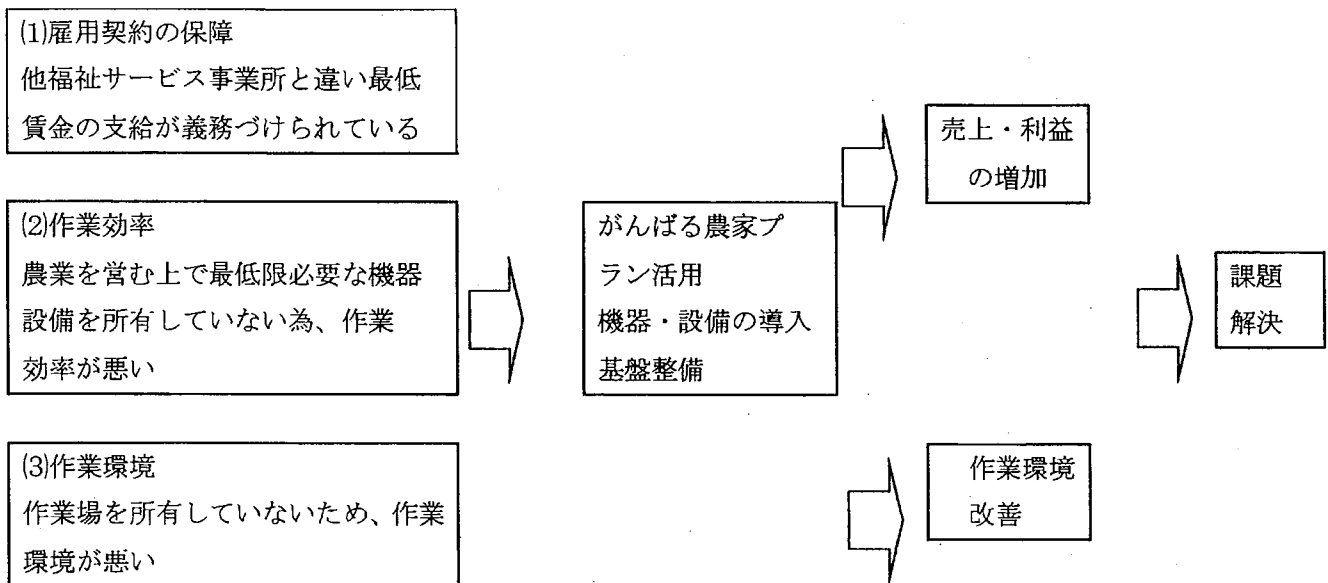 (1)雇用契約の保障
他福祉サービス事業所と違い最低
賃金の支給が義務づけられている
(2)作業効率
農業を営む上で最低限必要な機器
設備を所有していない為、作業
効率が悪い
(3)作業環境
作業場を所有していないため、作業
環境が悪い
がんばる農家プ
ラン活用
機器・設備の導入
基盤整備
売上・利益
の増加
作業環境
改善
課題
解決